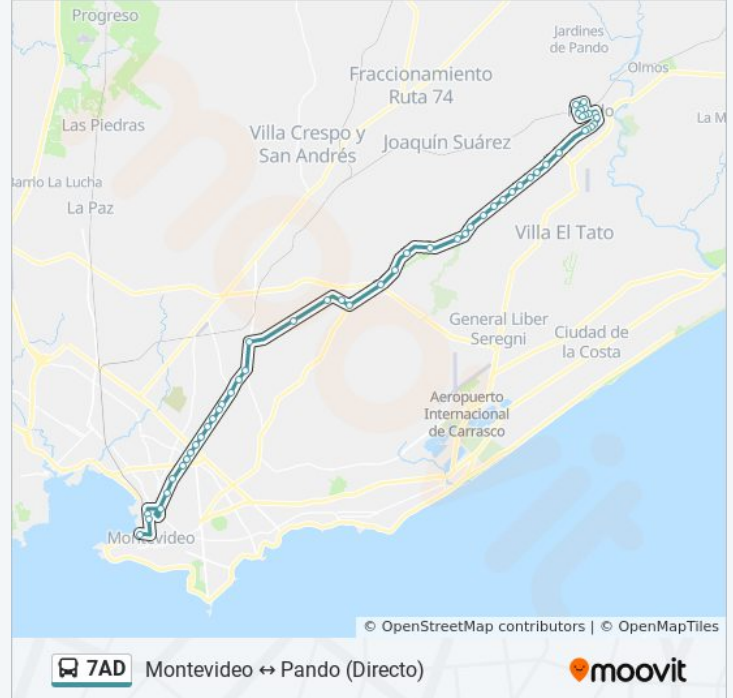 Progreso
Jardines
de Pando
Olmos
Fraccionamiento
Ruta 74
Las Piedras
Villa Crespo y
San Andrés
Joaquín Suárez
La M
Barrio La Lucha
La Paz
Villa El Tato
General Liber
Seregni
Ciudad de
la Costa
Aeropuerto
Internacional
de Carrasco
Montevideo
© OpenStreetMap contributors | © OpenMapTiles
7AD Montevideo ↔ Pando (Directo)
moovit